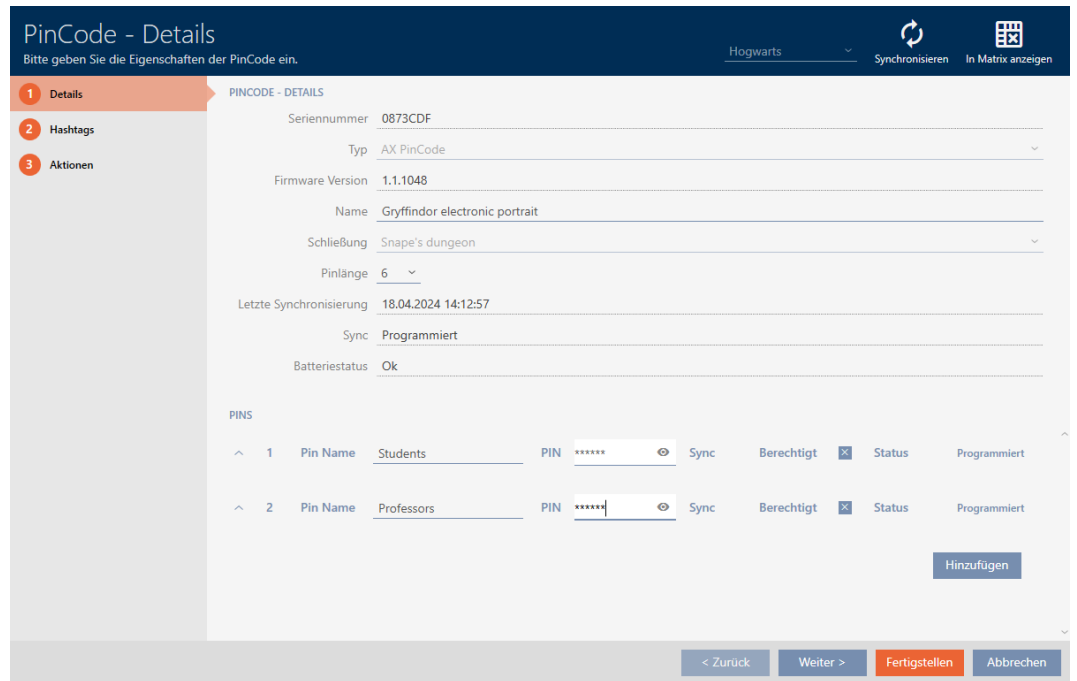 PinCode - Details
Bitte geben Sie die Eigenschaften der PinCode ein.
Hogwarts
Synchronisieren
In Matrix anzeigen
1 Details
2 Hashtags
3 Aktionen
PINCODE - DETAILS
Seriennummer 0873CDF
Typ AX PinCode
Firmware Version 1.1.1048
Name Gryffindor electronic portrait
Schließung Snape's dungeon
Pinlänge 6
Letzte Synchronisierung 18.04.2024 14:12:57
Sync Programmiert
Batteriestatus Ok
PINS
1 Pin Name Students PIN ****** Sync Berechtigt Status Programmiert
2 Pin Name Professors PIN ****** Sync Berechtigt Status Programmiert
Hinzufügen
< Zurück Weiter > Fertigstellen Abbrechen